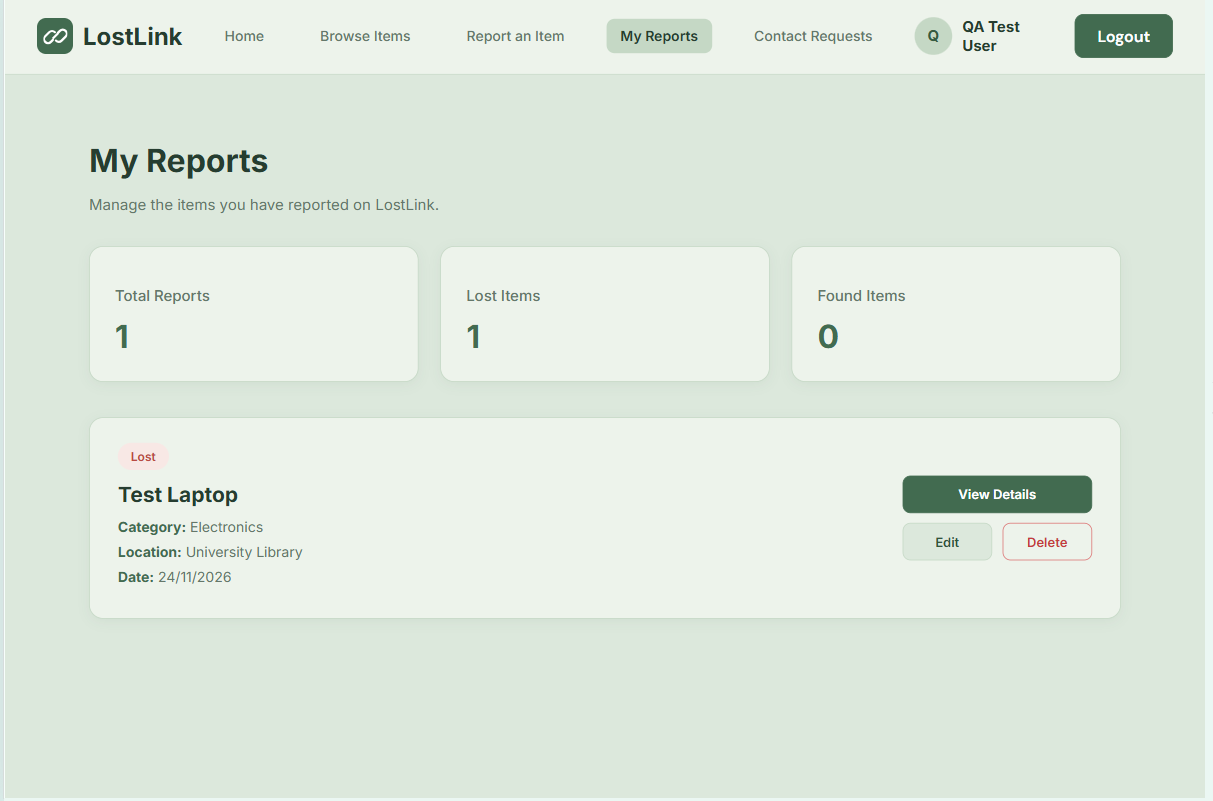 LostLink
Home
Browse Items
Report an Item
My Reports
Contact Requests
Q
QA Test
User
Logout
My Reports
Manage the items you have reported on LostLink.
Total Reports
1
Lost Items
1
Found Items
0
Lost
Test Laptop
Category: Electronics
Location: University Library
Date: 24/11/2026
View Details
Edit
Delete